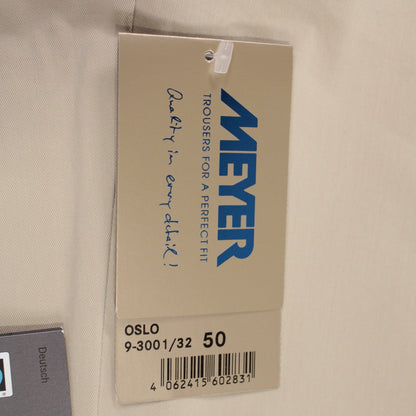 MEYER
TROUSERS FOR A PERFECT FIT
Quality in every detail!
OSLO
9-3001/32 50
4 062415 602831
Deutsch